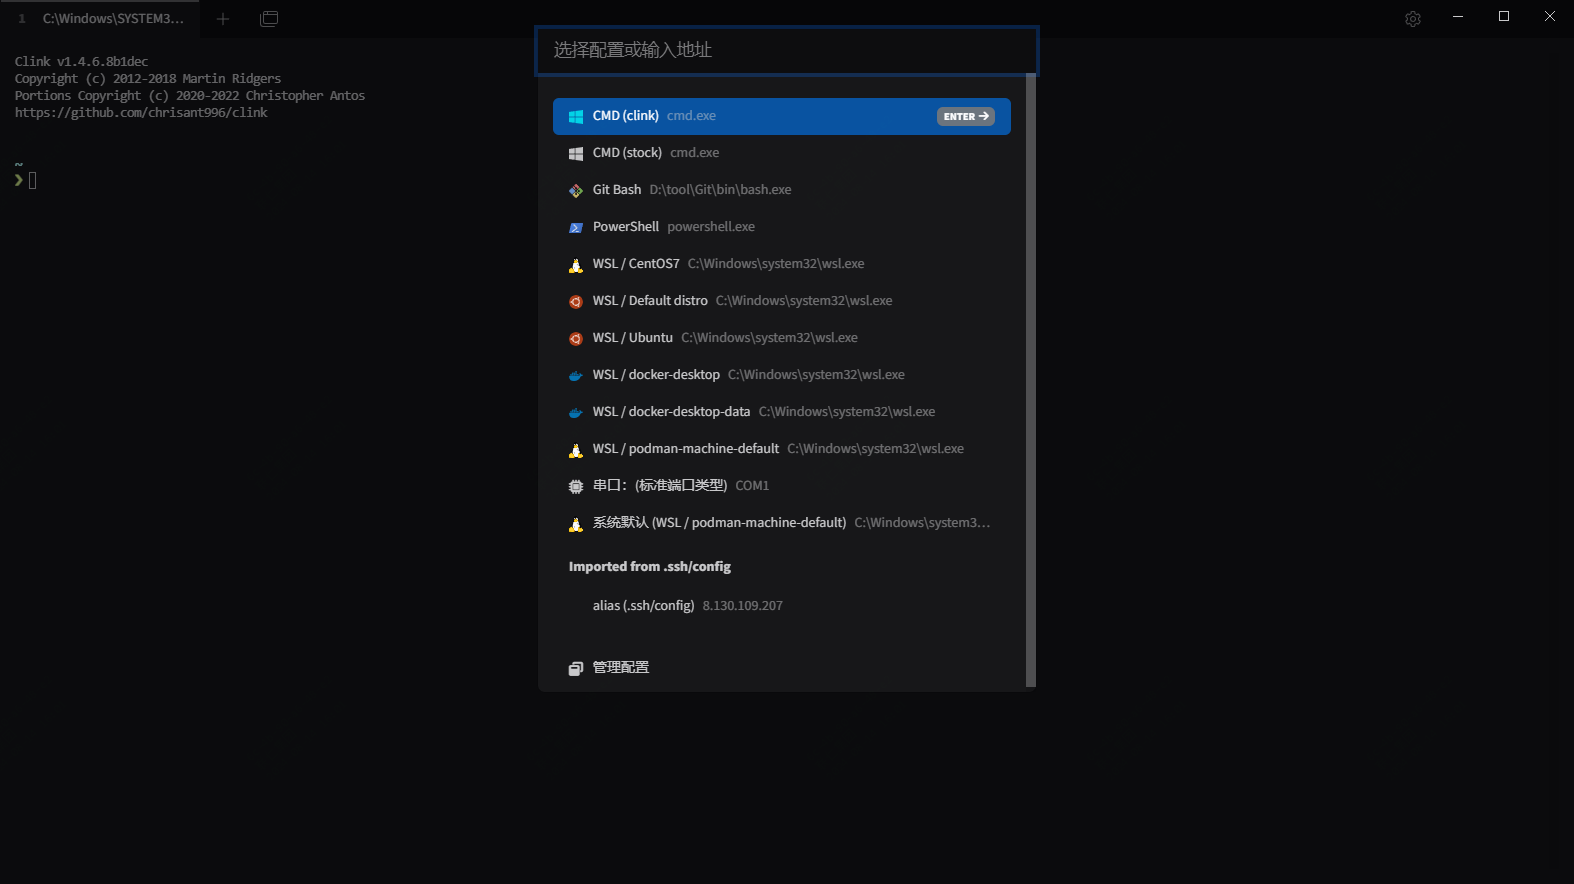 1 C:\Windows\SYSTEM3...
Clink v1.4.6.8b1dec
Copyright (c) 2012-2018 Martin Ridgers
Portions Copyright (c) 2020-2022 Christopher Antos
https://github.com/chrisant996/clink
~
❯
选择配置或输入地址
CMD (clink) cmd.exe ENTER →
CMD (stock) cmd.exe
Git Bash D:\tool\Git\bin\bash.exe
PowerShell powershell.exe
WSL / CentOS7 C:\Windows\system32\wsl.exe
WSL / Default distro C:\Windows\system32\wsl.exe
WSL / Ubuntu C:\Windows\system32\wsl.exe
WSL / docker-desktop C:\Windows\system32\wsl.exe
WSL / docker-desktop-data C:\Windows\system32\wsl.exe
WSL / podman-machine-default C:\Windows\system32\wsl.exe
串口：(标准端口类型) COM1
系统默认 (WSL / podman-machine-default) C:\Windows\system3...
Imported from .ssh/config
alias (.ssh/config) 8.130.109.207
管理配置